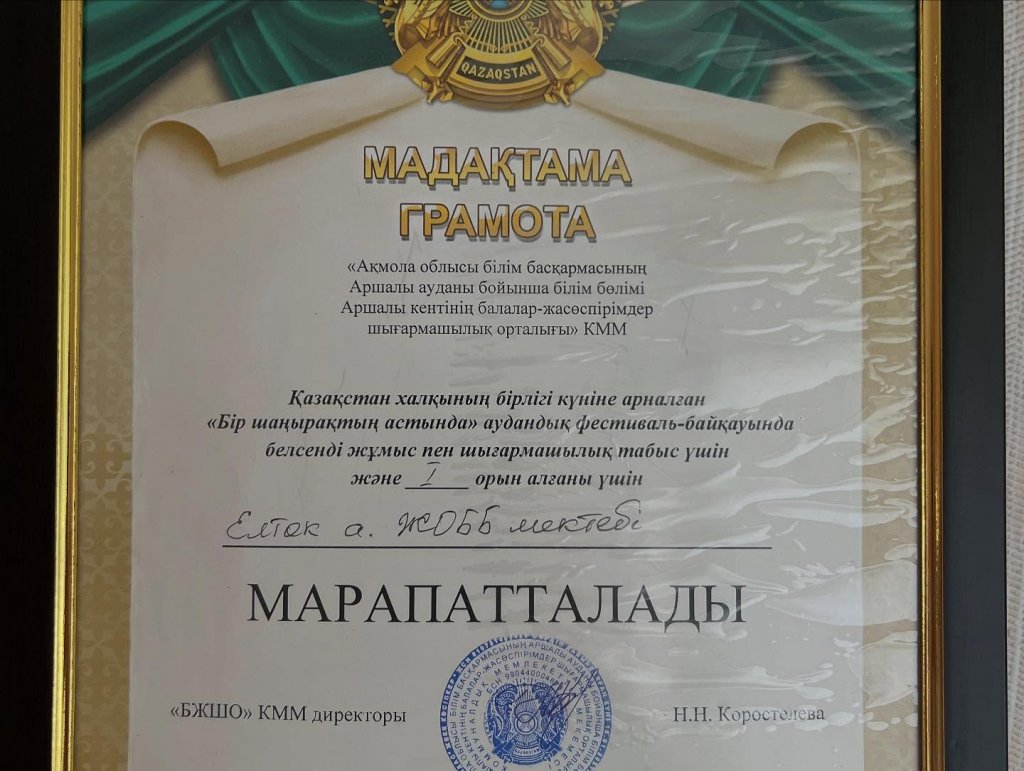 QAZAQSTAN
МАДАҚТАМА
ГРАМОТА
«Ақмола облысы білім басқармасының
Аршалы ауданы бойынша білім бөлімі
Аршалы кентінің балалар-жасөспірімдер
шығармашылық орталығы» КММ
Қазақстан халқының бірлігі күніне арналған
«Бір шаңырақтың астында» аудандық фестиваль-байқауында
белсенді жұмыс пен шығармашылық табыс үшін
және I орын алғаны үшін
Елток а. ЖОББ мектебі
МАРАПАТТАЛАДЫ
«БЖШО» КММ директоры
Н.Н. Коростелева